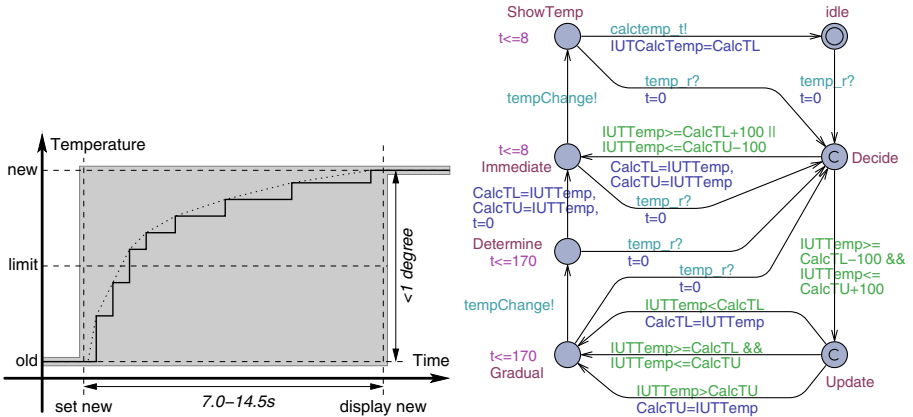 Temperature
new
limit
old
<1 degree
Time
set new
7.0–14.5s
display new
ShowTemp
idle
t<=8
calctemp_t!
IUTCalcTemp=CalcTL
temp_r?
t=0
temp_r?
t=0
tempChange!
IUTTemp>=CalcTL+100 ||
IUTTemp<=CalcTU-100
t<=8
Immediate
C
Decide
CalcTL=IUTTemp,
CalcTU=IUTTemp
CalcTL=IUTTemp,
CalcTU=IUTTemp,
t=0
temp_r?
t=0
Determine
t<=170
temp_r?
t=0
IUTTemp>=
CalcTL-100 &&
IUTTemp<=
CalcTU+100
temp_r?
t=0
tempChange!
IUTTemp<CalcTL
CalcTL=IUTTemp
t<=170
Gradual
IUTTemp>=CalcTL &&
IUTTemp<=CalcTU
C
Update
IUTTemp>CalcTU
CalcTU=IUTTemp